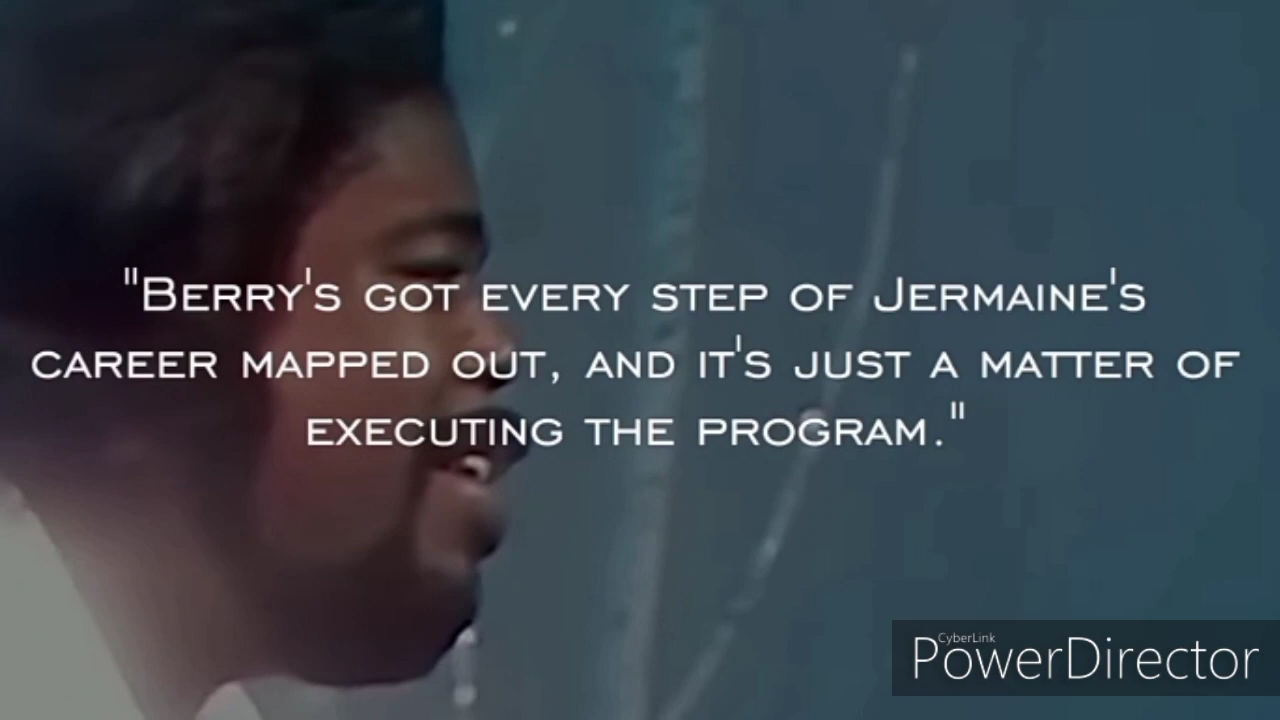 "Berry's got every step of Jermaine's
career mapped out, and it's just a matter of
executing the program."
CyberLink
PowerDirector